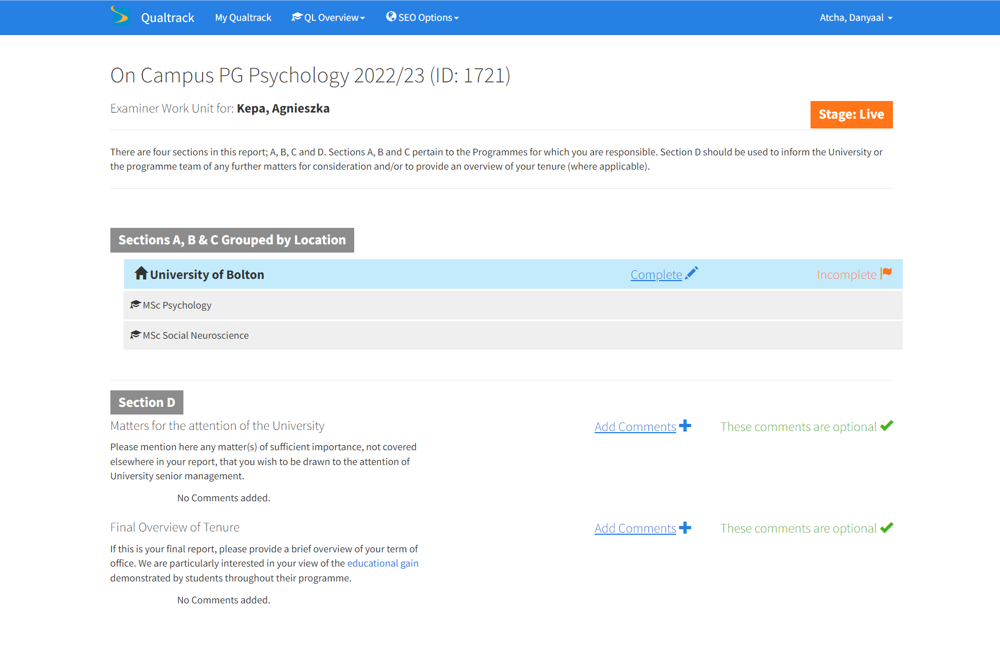 Qualtrack My Qualtrack QL Overview SEO Options Atcha, Danyaal
On Campus PG Psychology 2022/23 (ID: 1721)
Examiner Work Unit for: Kepa, Agnieszka
Stage: Live
There are four sections in this report; A, B, C and D. Sections A, B and C pertain to the Programmes for which you are responsible. Section D should be used to inform the University or
the programme team of any further matters for consideration and/or to provide an overview of your tenure (where applicable).
Sections A, B & C Grouped by Location
University of Bolton Complete Incomplete
MSc Psychology
MSc Social Neuroscience
Section D
Matters for the attention of the University Add Comments These comments are optional
Please mention here any matter(s) of sufficient importance, not covered
elsewhere in your report, that you wish to be drawn to the attention of
University senior management.
No Comments added.
Final Overview of Tenure Add Comments These comments are optional
If this is your final report, please provide a brief overview of your term of
office. We are particularly interested in your view of the educational gain
demonstrated by students throughout their programme.
No Comments added.